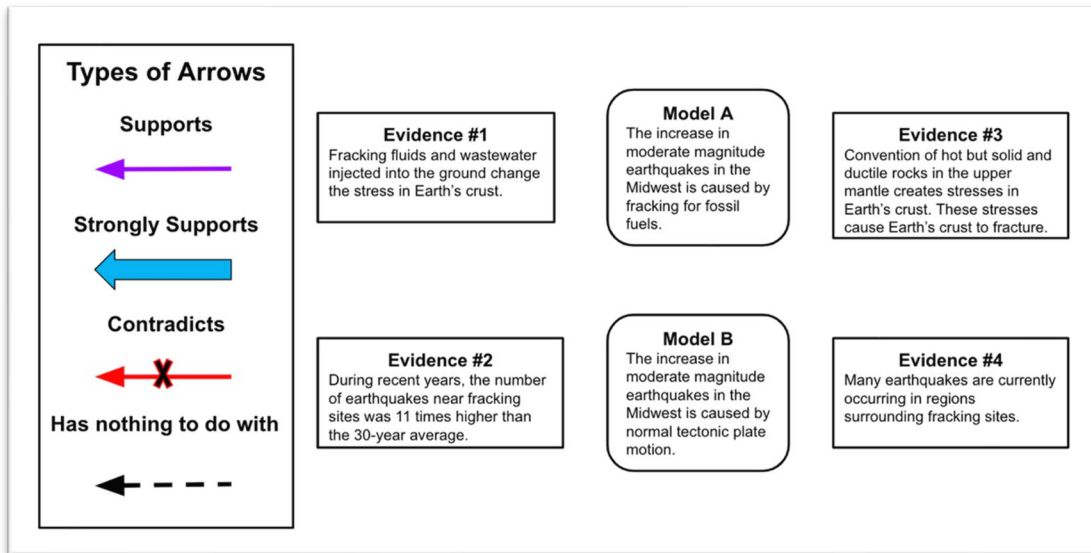 Types of Arrows
Supports
Strongly Supports
Contradicts
Has nothing to do with
Evidence #1
Fracking fluids and wastewater
injected into the ground change
the stress in Earth's crust.
Model A
The increase in
moderate magnitude
earthquakes in the
Midwest is caused by
fracking for fossil
fuels.
Evidence #3
Convention of hot but solid and
ductile rocks in the upper
mantle creates stresses in
Earth's crust. These stresses
cause Earth's crust to fracture.
Evidence #2
During recent years, the number
of earthquakes near fracking
sites was 11 times higher than
the 30-year average.
Model B
The increase in
moderate magnitude
earthquakes in the
Midwest is caused by
normal tectonic plate
motion.
Evidence #4
Many earthquakes are currently
occurring in regions
surrounding fracking sites.